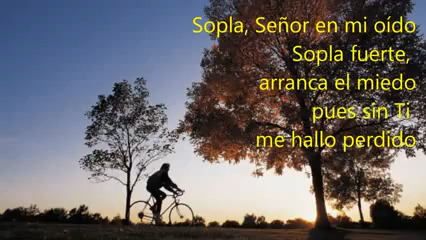 Sopla, Señor en mi oído
Sopla fuerte,
arranca el miedo
pues sin Ti
me hallo perdido